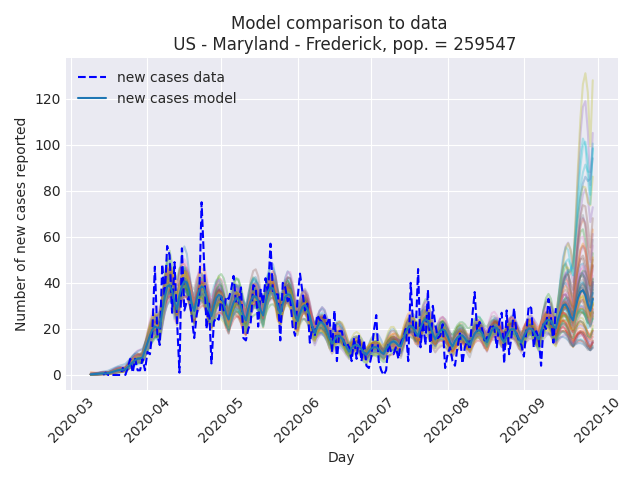 Model comparison to data
US - Maryland - Frederick, pop. = 259547
new cases data
new cases model
Number of new cases reported
120
100
80
60
40
20
0
2020-03
2020-04
2020-05
2020-06
2020-07
2020-08
2020-09
2020-10
Day